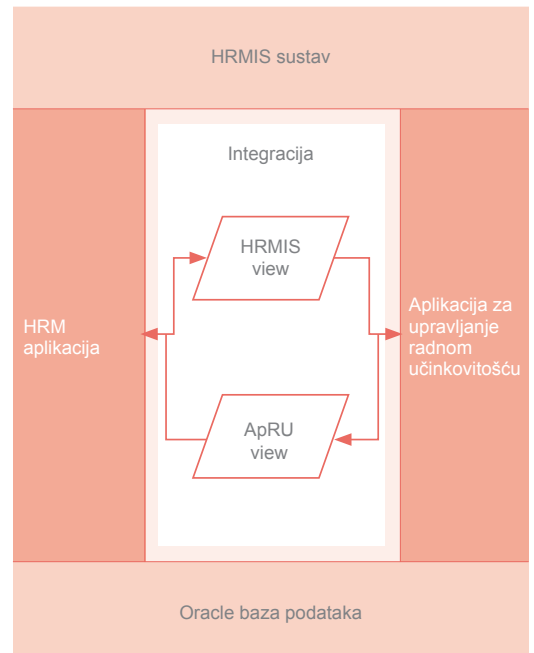 HRMIS sustav
Integracija
HRMIS
view
HRM
aplikacija
Aplikacija za
upravljanje
radnom
učinkovitošću
ApRU
view
Oracle baza podataka